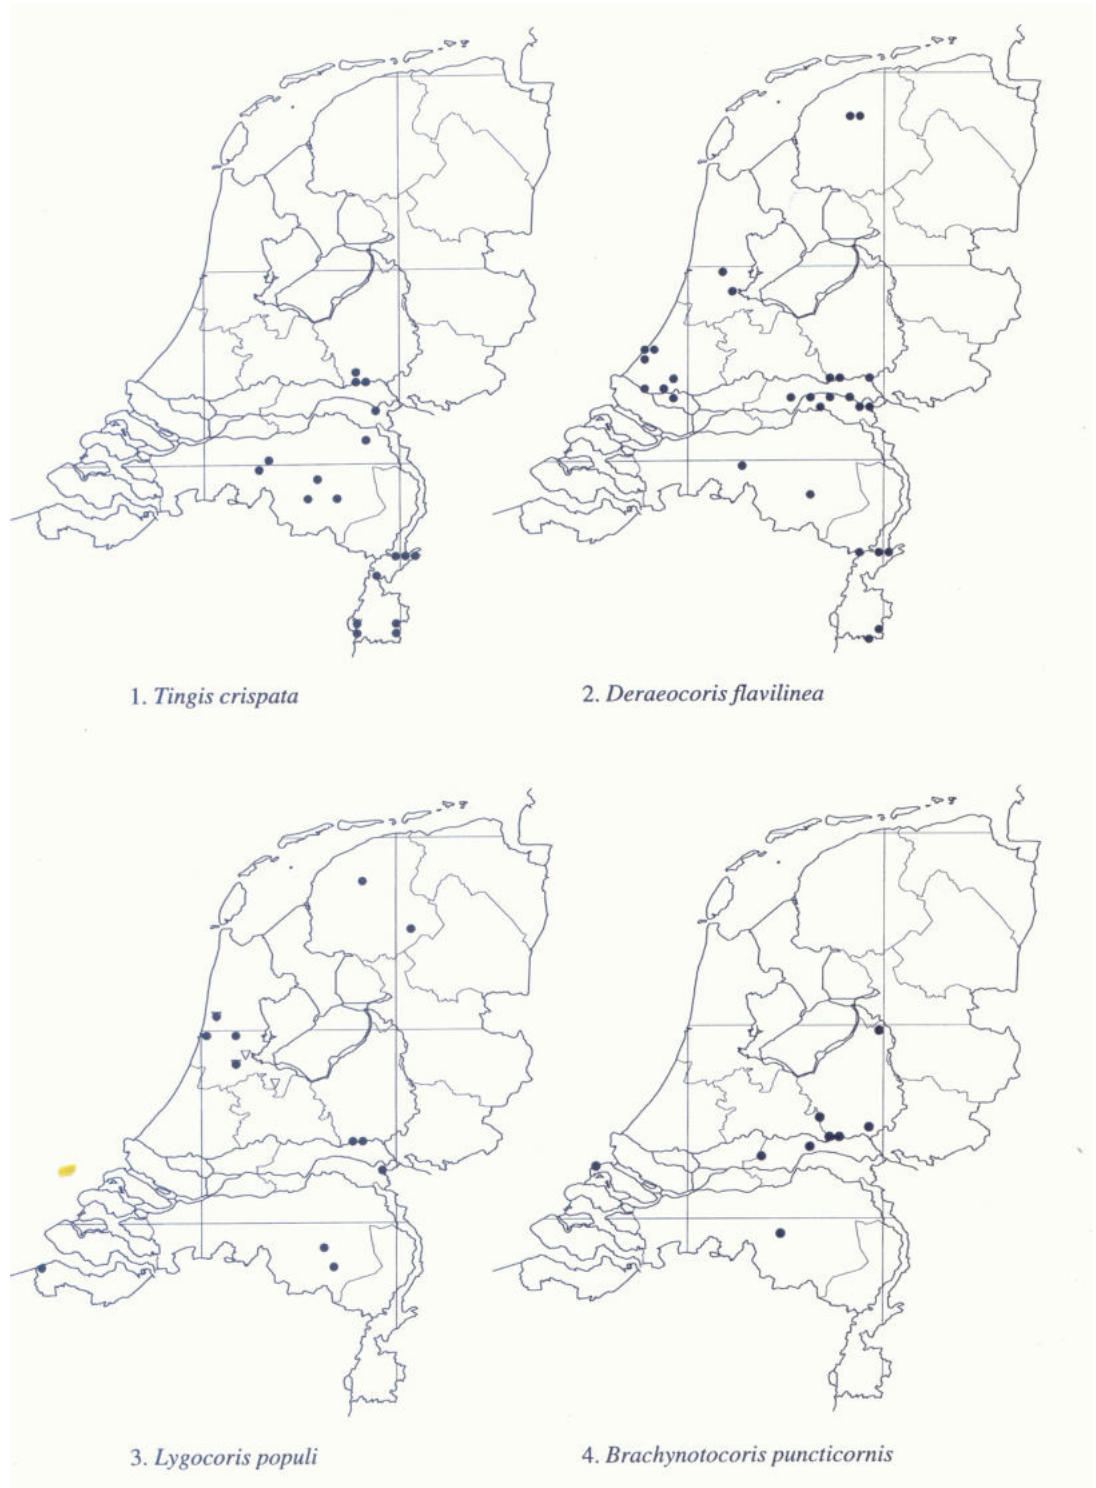 1. Tingis crispata
2. Deraeocoris flavilinea
3. Lygocoris populi
4. Brachynotocoris puncticornis